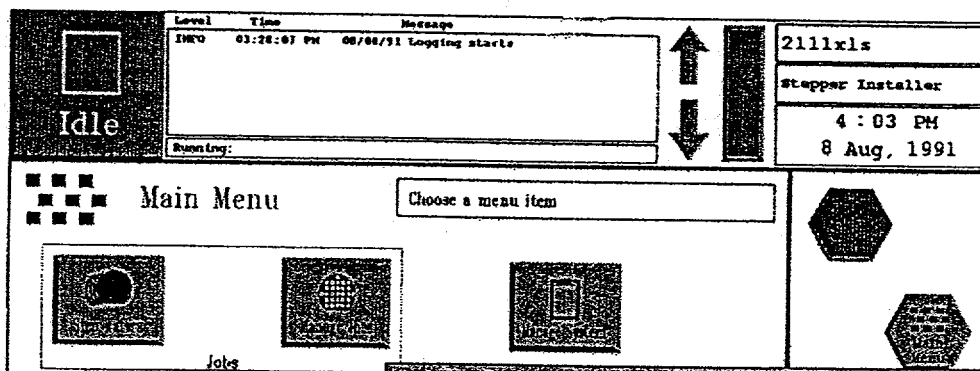 Level Time Message
INFO 03:28:07 PM 08/08/91 Logging starts
Idle
Running:
2111xls
Stepper Installer
4 : 03 PM
8 Aug, 1991
Main Menu
Choose a menu item
Jobs